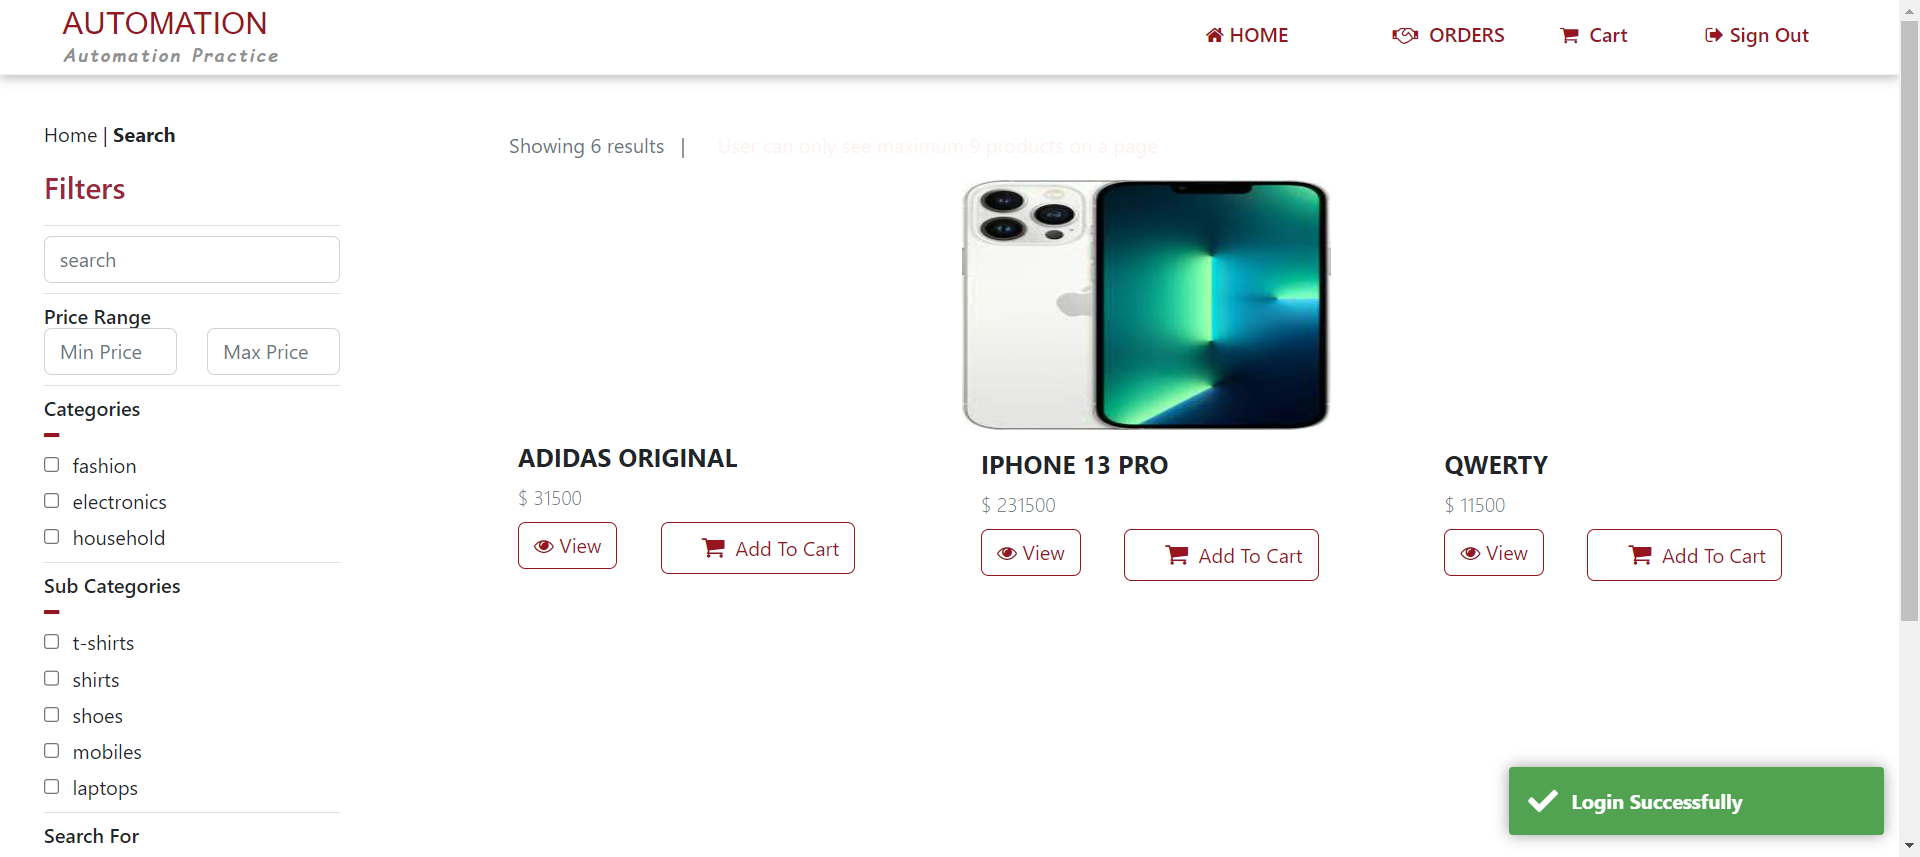 AUTOMATION
Automation Practice
HOME
ORDERS
Cart
Sign Out
Home | Search
Showing 6 results |
User can only see maximum 9 products on a page
Filters
search
Price Range
Min Price
Max Price
Categories
fashion
electronics
household
Sub Categories
t-shirts
shirts
shoes
mobiles
laptops
Search For
ADIDAS ORIGINAL
$ 31500
View
Add To Cart
IPHONE 13 PRO
$ 231500
View
Add To Cart
QWERTY
$ 11500
View
Add To Cart
Login Successfully